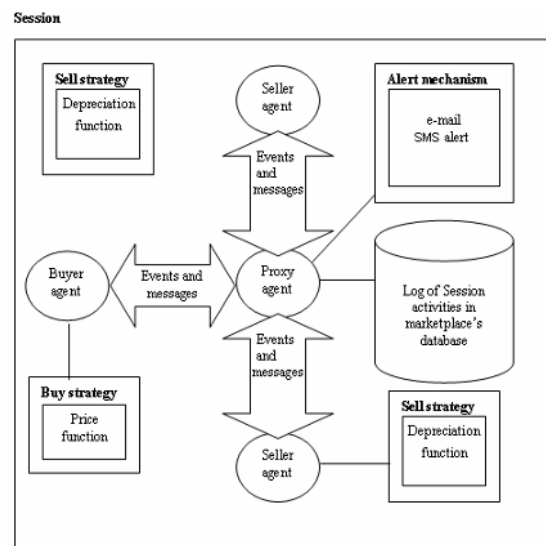 Session
Sell strategy
Depreciation
function
Seller
agent
Alert mechanism
e-mail
SMS alert
Events
and
messages
Buyer
agent
Events and
messages
Proxy
agent
Log of Session
activities in
marketplace's
database
Events
and
messages
Buy strategy
Price
function
Seller
agent
Sell strategy
Depreciation
function